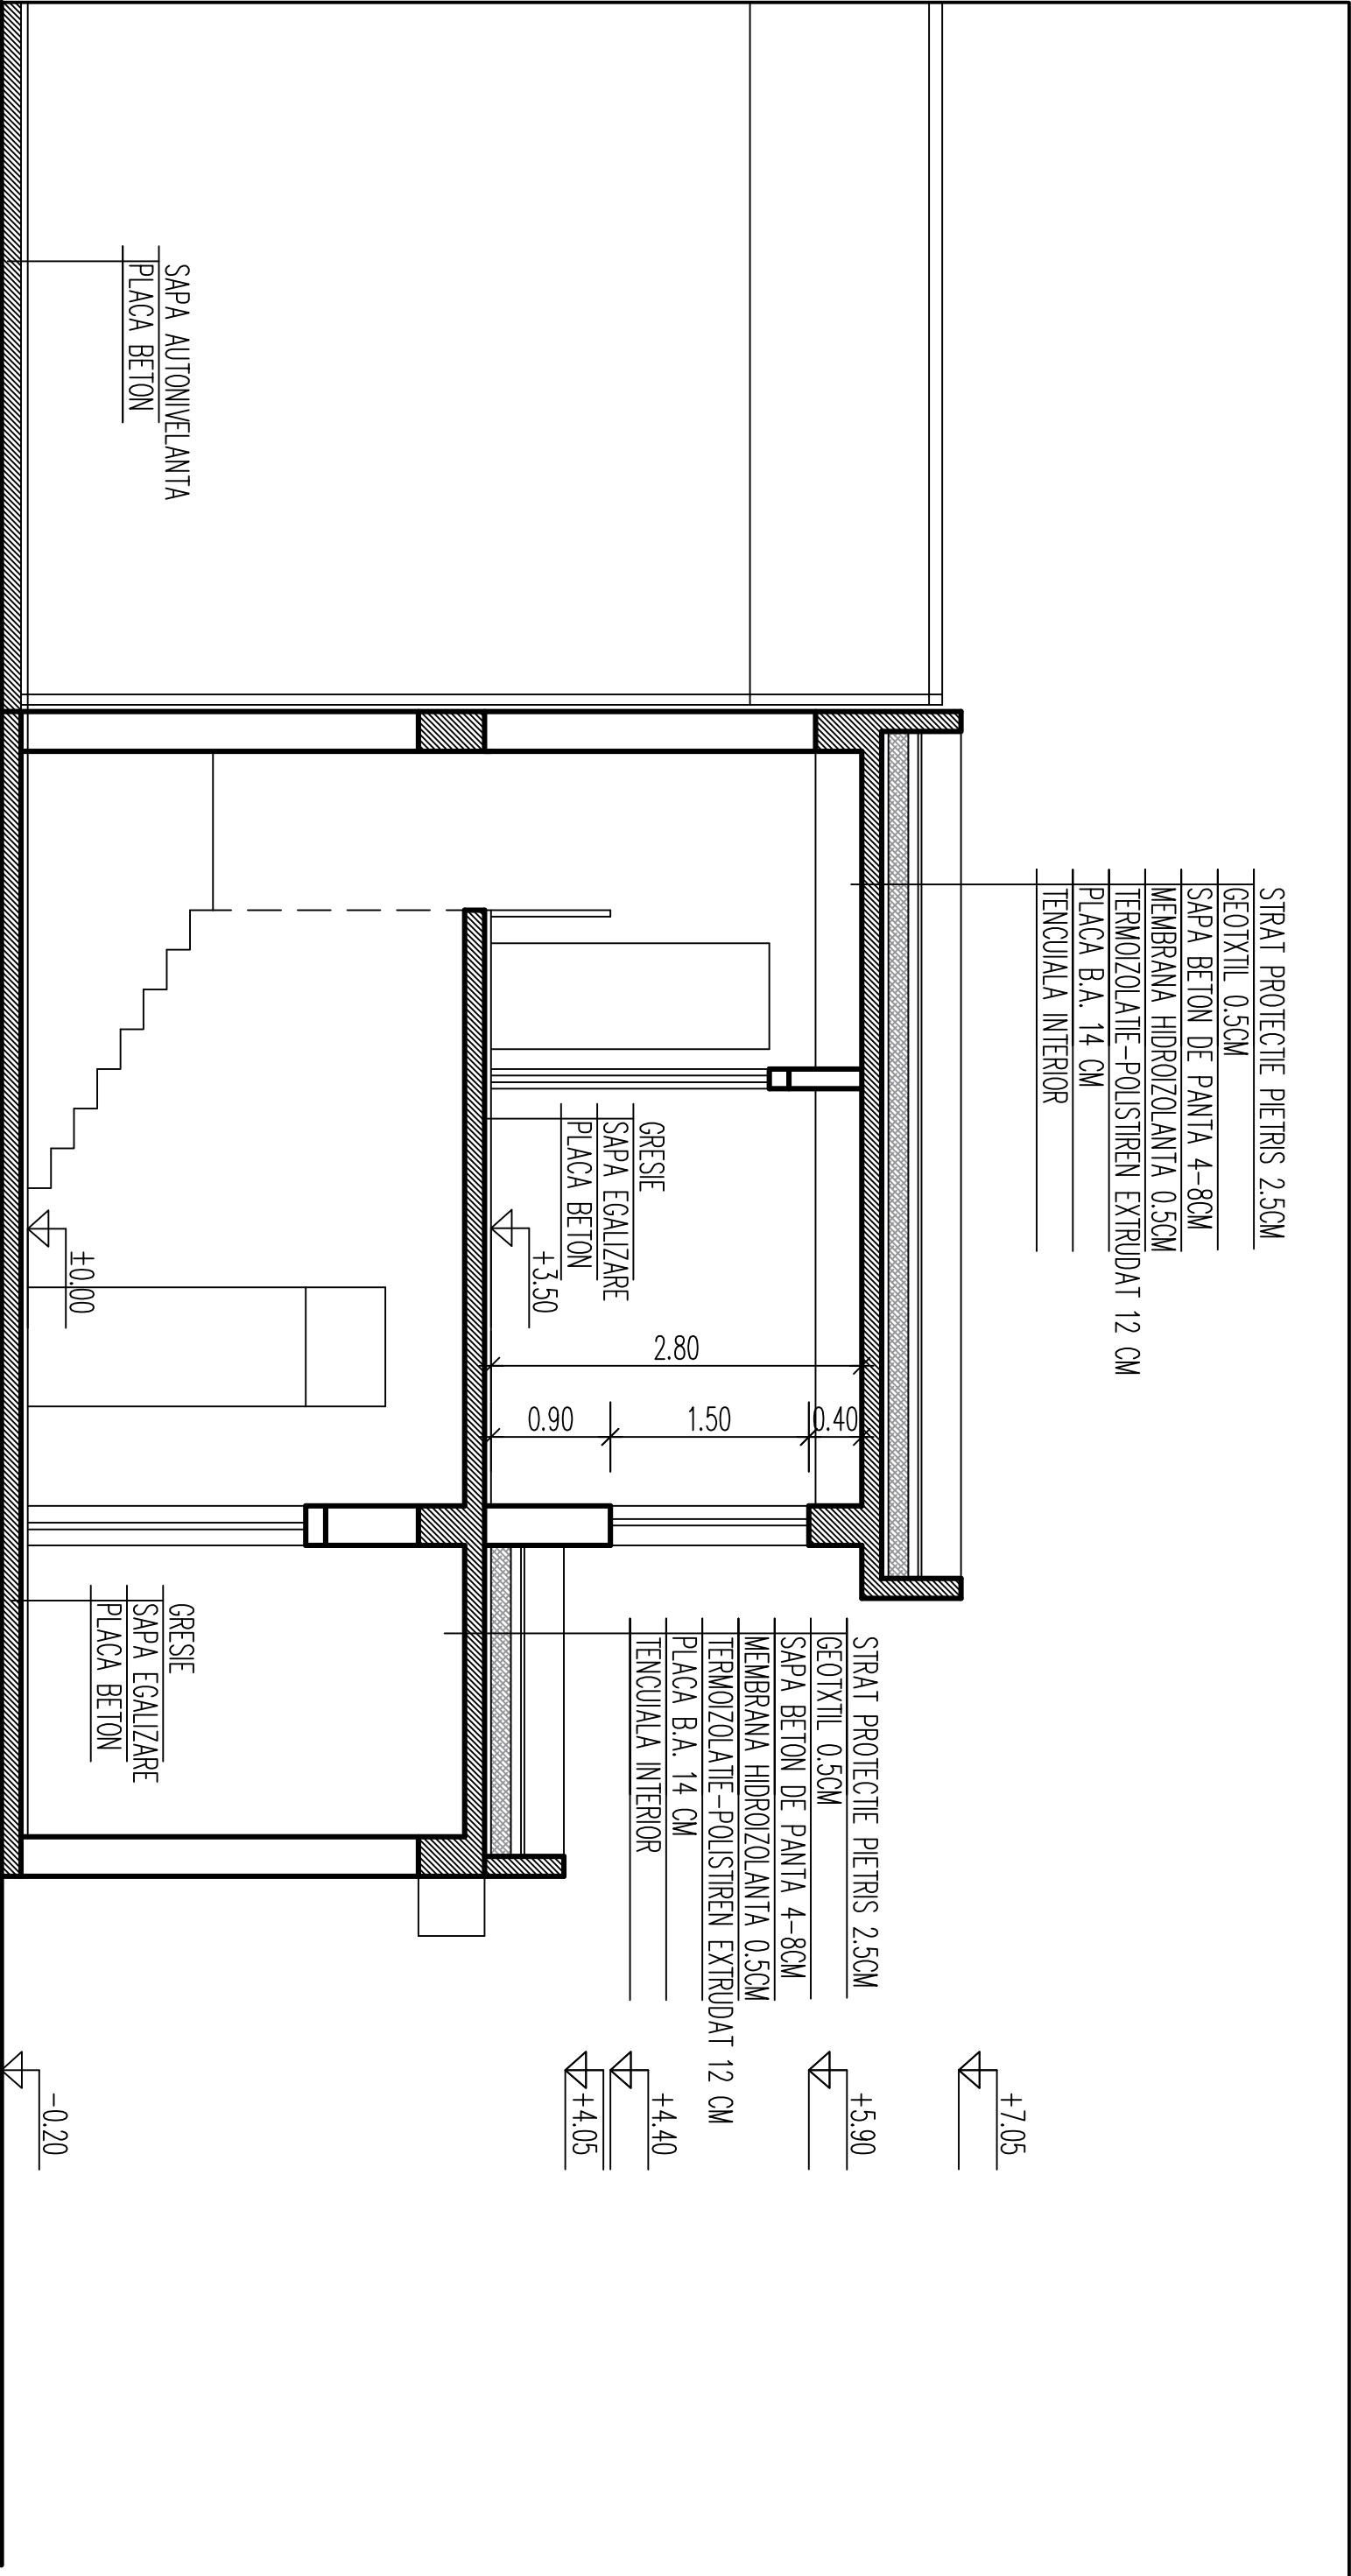 STRAT PROTECTIE PIETRIS 2.5CM
GEOTXTIL 0.5CM
SAPA BETON DE PANTA 4-8CM
MEMBRANA HIDROIZOLANTA 0.5CM
TERMOIZOLATIE-POLISTIREN EXTRUDAT 12 CM
PLACA B.A. 14 CM
TENCUIALA INTERIOR
+7.05
STRAT PROTECTIE PIETRIS 2.5CM
GEOTXTIL 0.5CM
SAPA BETON DE PANTA 4-8CM
MEMBRANA HIDROIZOLANTA 0.5CM
TERMOIZOLATIE-POLISTIREN EXTRUDAT 12 CM
PLACA B.A. 14 CM
TENCUIALA INTERIOR
+5.90
0.40
1.50
2.80
0.90
GRESIE
SAPA EGALIZARE
PLACA BETON
+3.50
+4.40
+4.05
SAPA AUTONIVELANTA
PLACA BETON
±0.00
GRESIE
SAPA EGALIZARE
PLACA BETON
-0.20